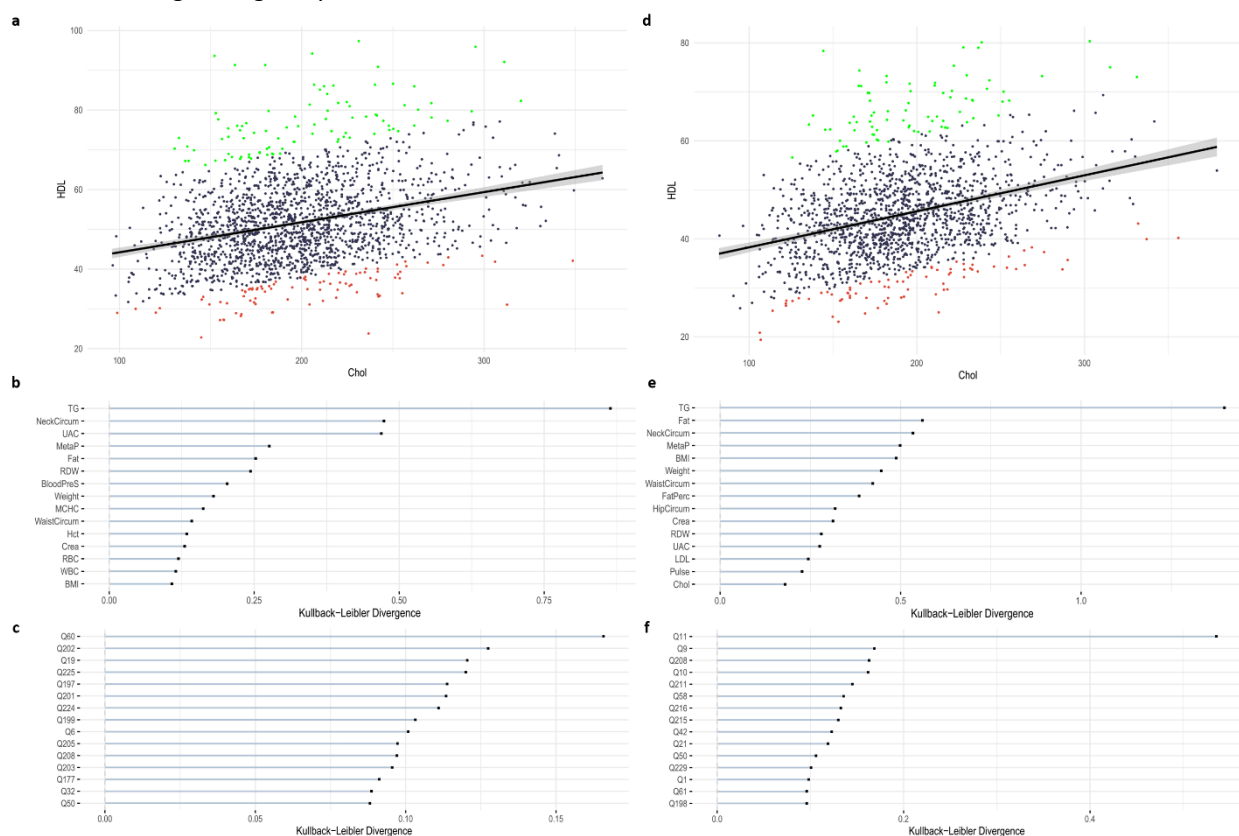 a
100
80
60
40
20
HDL
100
200
300
Chol
b
TG
NeckCircum
UAC
MetaP
Fat
RDW
BloodPreS
Weight
MCHC
WaistCircum
Hct
Crea
RBC
WBC
BMI
0.00
0.25
0.50
0.75
Kullback−Leibler Divergence
c
Q60
Q202
Q19
Q225
Q197
Q201
Q224
Q199
Q6
Q205
Q208
Q203
Q177
Q32
Q50
0.00
0.05
0.10
0.15
Kullback−Leibler Divergence
d
80
60
40
20
HDL
100
200
300
Chol
e
TG
Fat
NeckCircum
MetaP
BMI
Weight
WaistCircum
FatPerc
HipCircum
Crea
RDW
UAC
LDL
Pulse
Chol
0.0
0.5
1.0
Kullback−Leibler Divergence
f
Q11
Q9
Q208
Q10
Q211
Q58
Q216
Q215
Q42
Q21
Q50
Q229
Q1
Q61
Q198
0.0
0.2
0.4
Kullback−Leibler Divergence